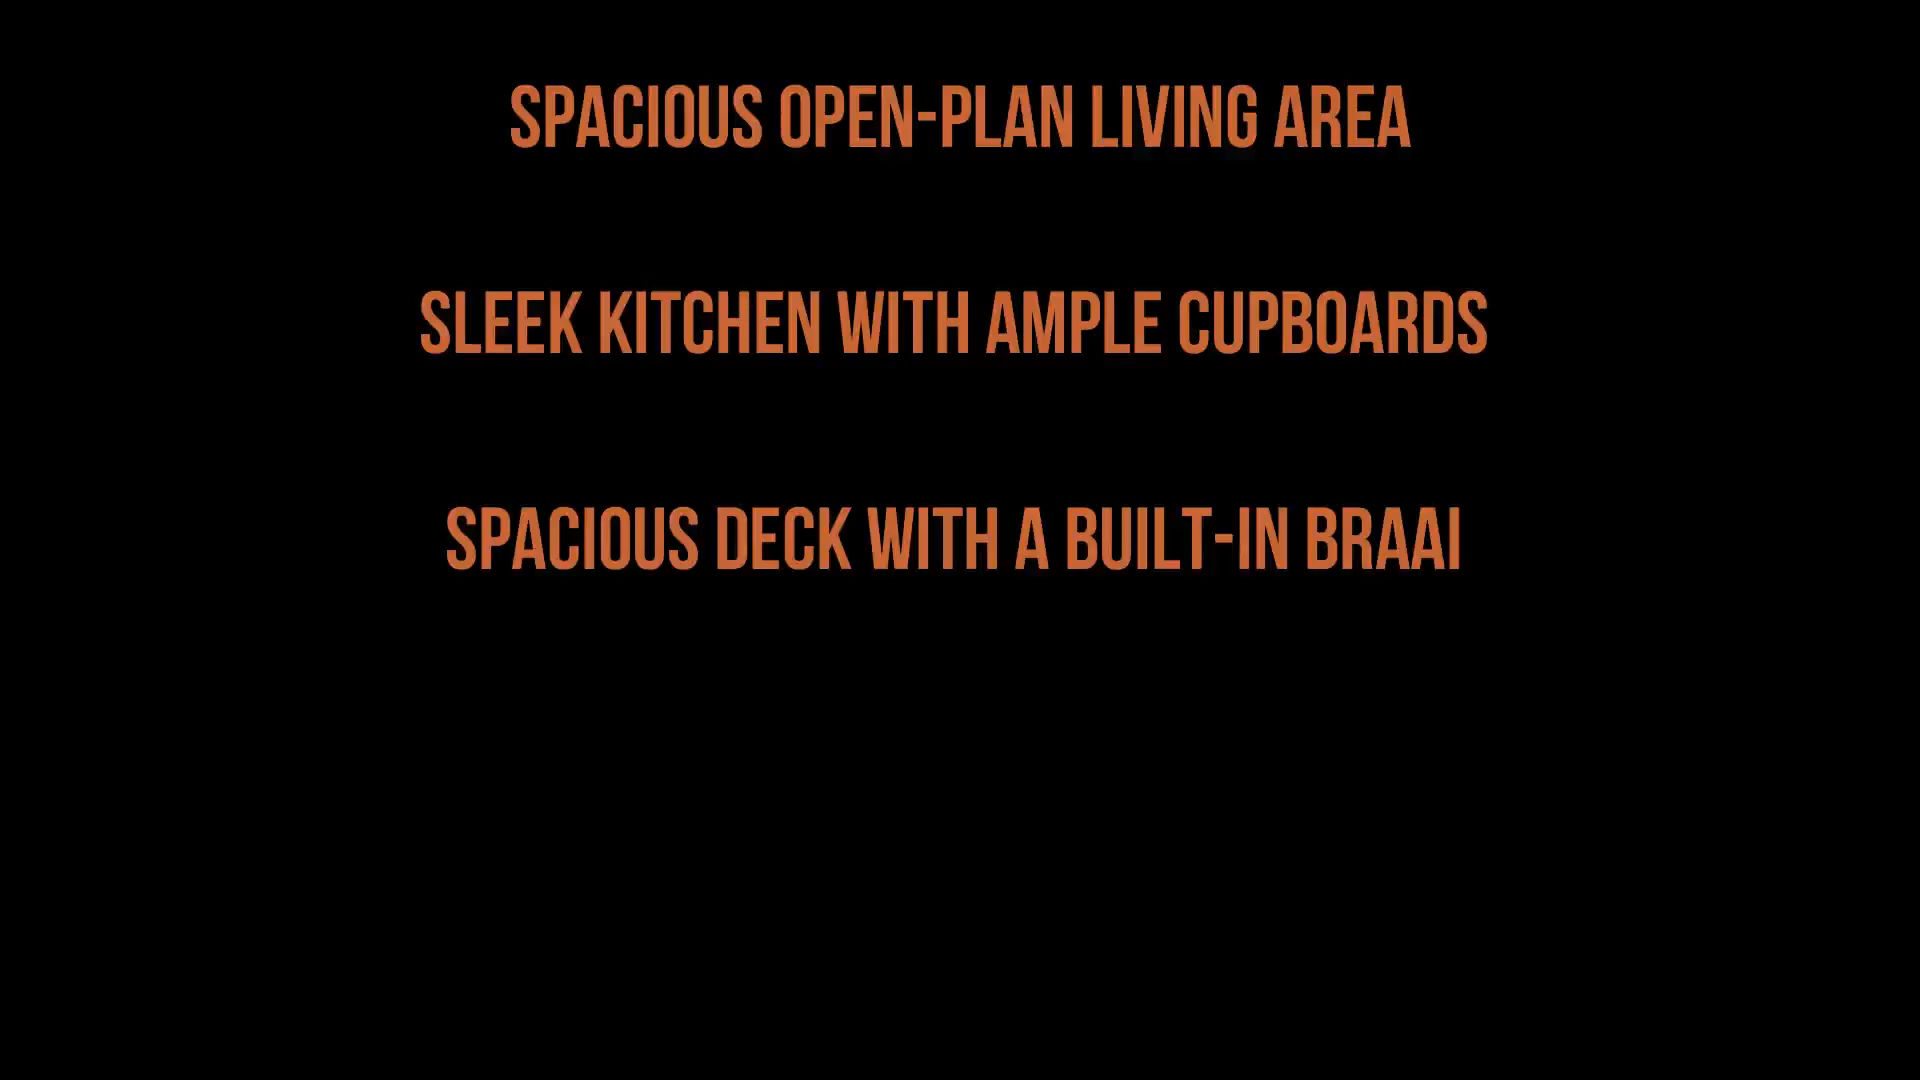 SPACIOUS OPEN-PLAN LIVING AREA
SLEEK KITCHEN WITH AMPLE CUPBOARDS
SPACIOUS DECK WITH A BUILT-IN BRAAI